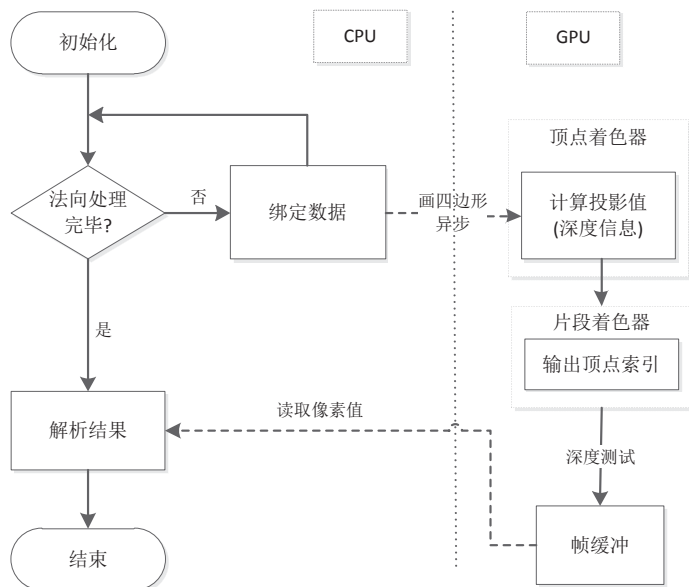 初始化
CPU
GPU
顶点着色器
法向处理
完毕?
否
绑定数据
画四边形
异步
计算投影值
(深度信息)
是
片段着色器
输出顶点索引
解析结果
读取像素值
深度测试
结束
帧缓冲